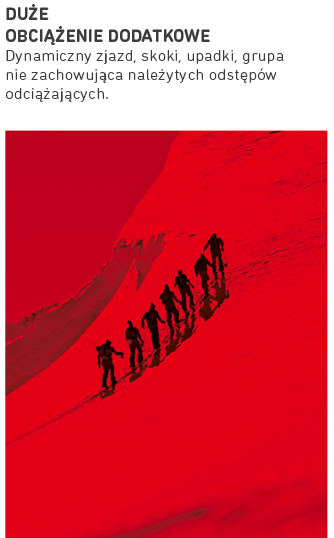 DUŻE
OBCIĄŻENIE DODATKOWE
Dynamiczny zjazd, skoki, upadki, grupa
nie zachowująca należytych odstępów
odciążających.